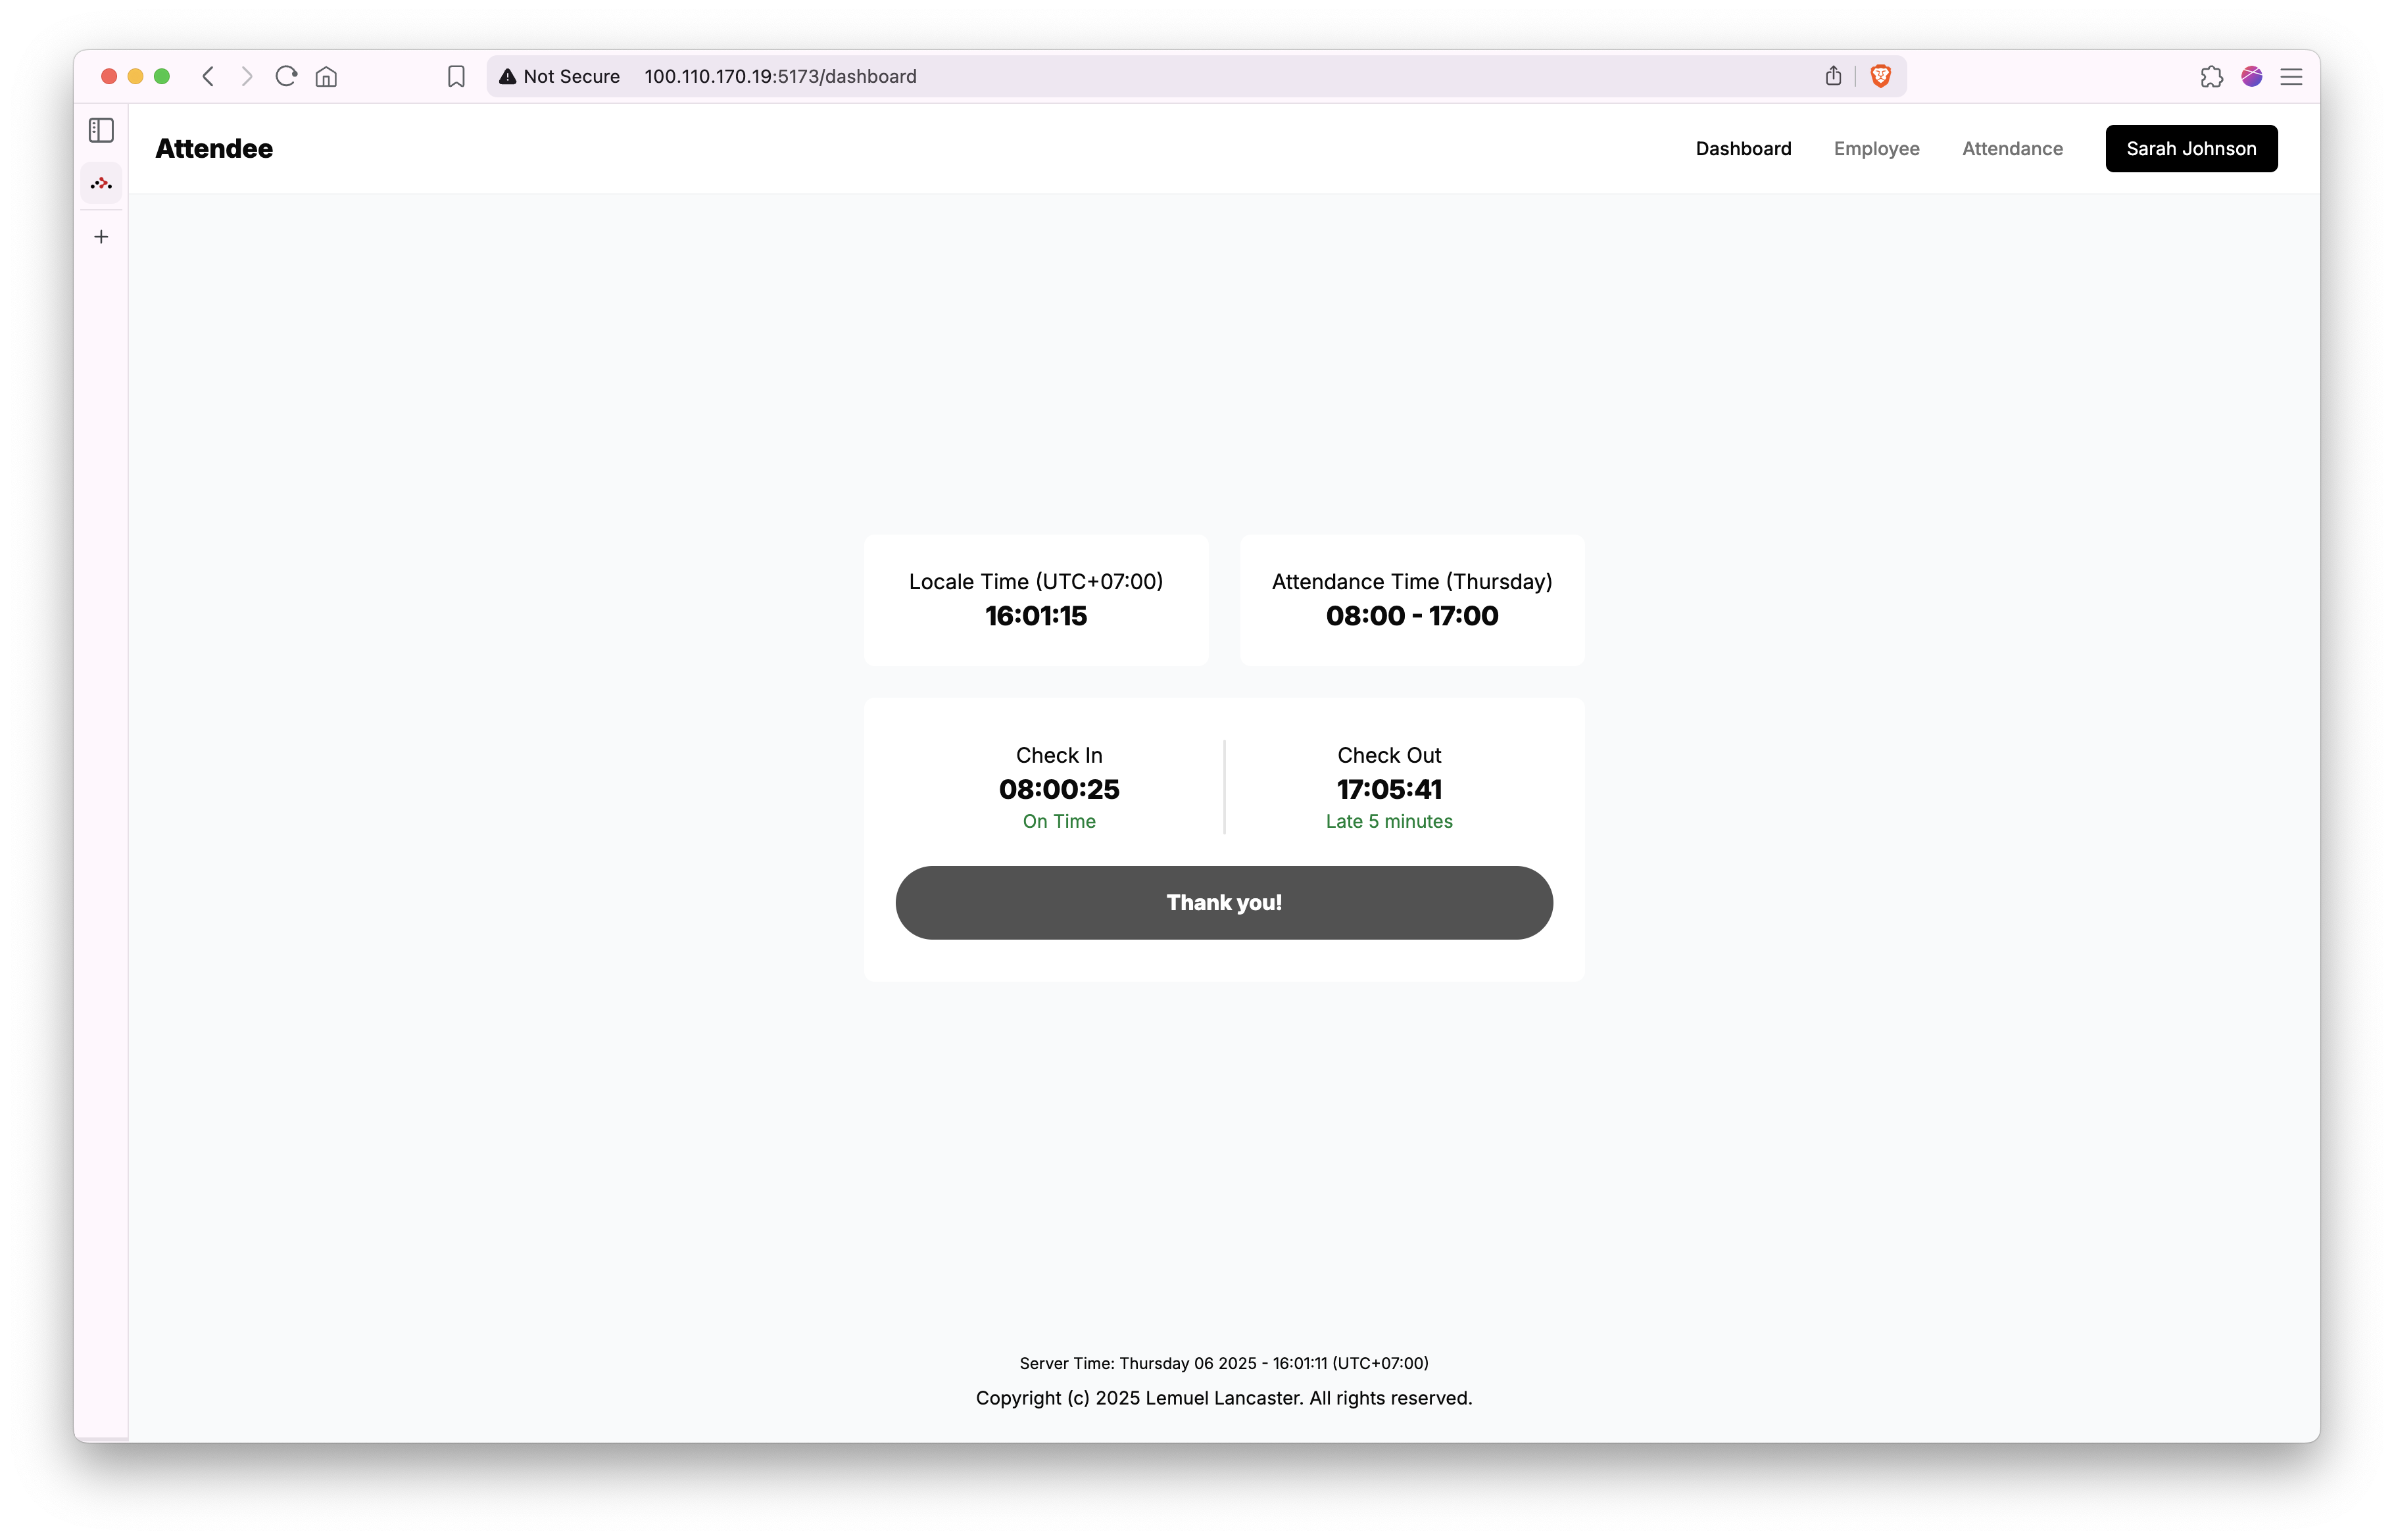 Not Secure 100.110.170.19:5173/dashboard
Attendee
Dashboard Employee Attendance Sarah Johnson
Locale Time (UTC+07:00)
16:01:15
Attendance Time (Thursday)
08:00 - 17:00
Check In
08:00:25
On Time
Check Out
17:05:41
Late 5 minutes
Thank you!
Server Time: Thursday 06 2025 - 16:01:11 (UTC+07:00)
Copyright (c) 2025 Lemuel Lancaster. All rights reserved.